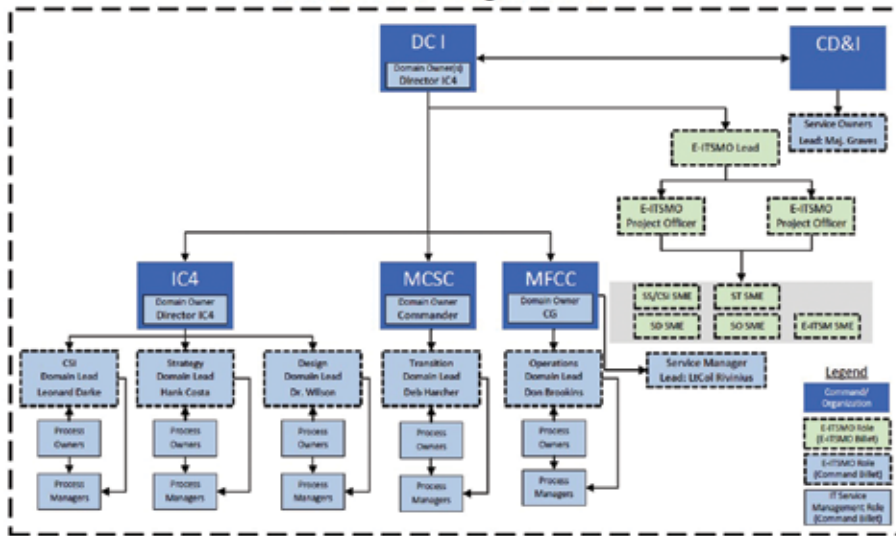 DC I
Domain Owner(s)
Director IC4
CD&I
Service Owners
Lead: Maj. Graves
E-ITSMO Lead
E-ITSMO
Project Officer
E-ITSMO
Project Officer
IC4
Domain Owner
Director IC4
MCSC
Domain Owner
Commander
MFCC
Domain Owner
CG
SS/CSI SME
ST SME
SD SME
SO SME
E-ITSM SME
CSI
Domain Lead
Leonard Darke
Strategy
Domain Lead
Hank Costa
Design
Domain Lead
Dr. Wilson
Transition
Domain Lead
Deb Harcher
Operations
Domain Lead
Don Brookins
Service Manager
Lead: LtCol Rivinius
Process
Owners
Process
Owners
Process
Owners
Process
Owners
Process
Owners
Process
Managers
Process
Managers
Process
Managers
Process
Managers
Process
Managers
Legend
Command/
Organization
E-ITSMO Role
(E-ITSMO Billet)
E-ITSMO Role
(Command Billet)
IT Service
Management Role
(Command Billet)